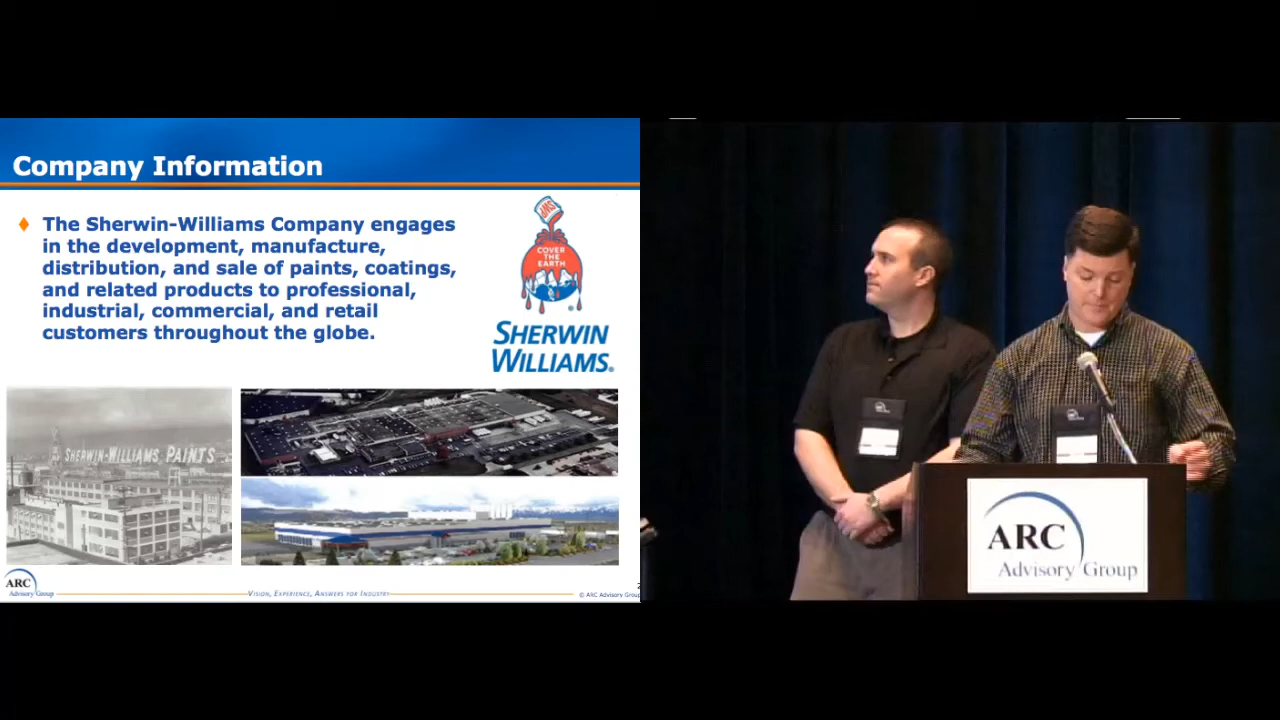 Company Information
The Sherwin-Williams Company engages
in the development, manufacture,
distribution, and sale of paints, coatings,
and related products to professional,
industrial, commercial, and retail
customers throughout the globe.
SWP
COVER
THE
EARTH
SHERWIN
WILLIAMS.
SHERWIN-WILLIAMS PAINTS
ARC
Advisory Group
VISION, EXPERIENCE, ANSWERS FOR INDUSTRY
2
© ARC Advisory Group
ARC
Advisory Group